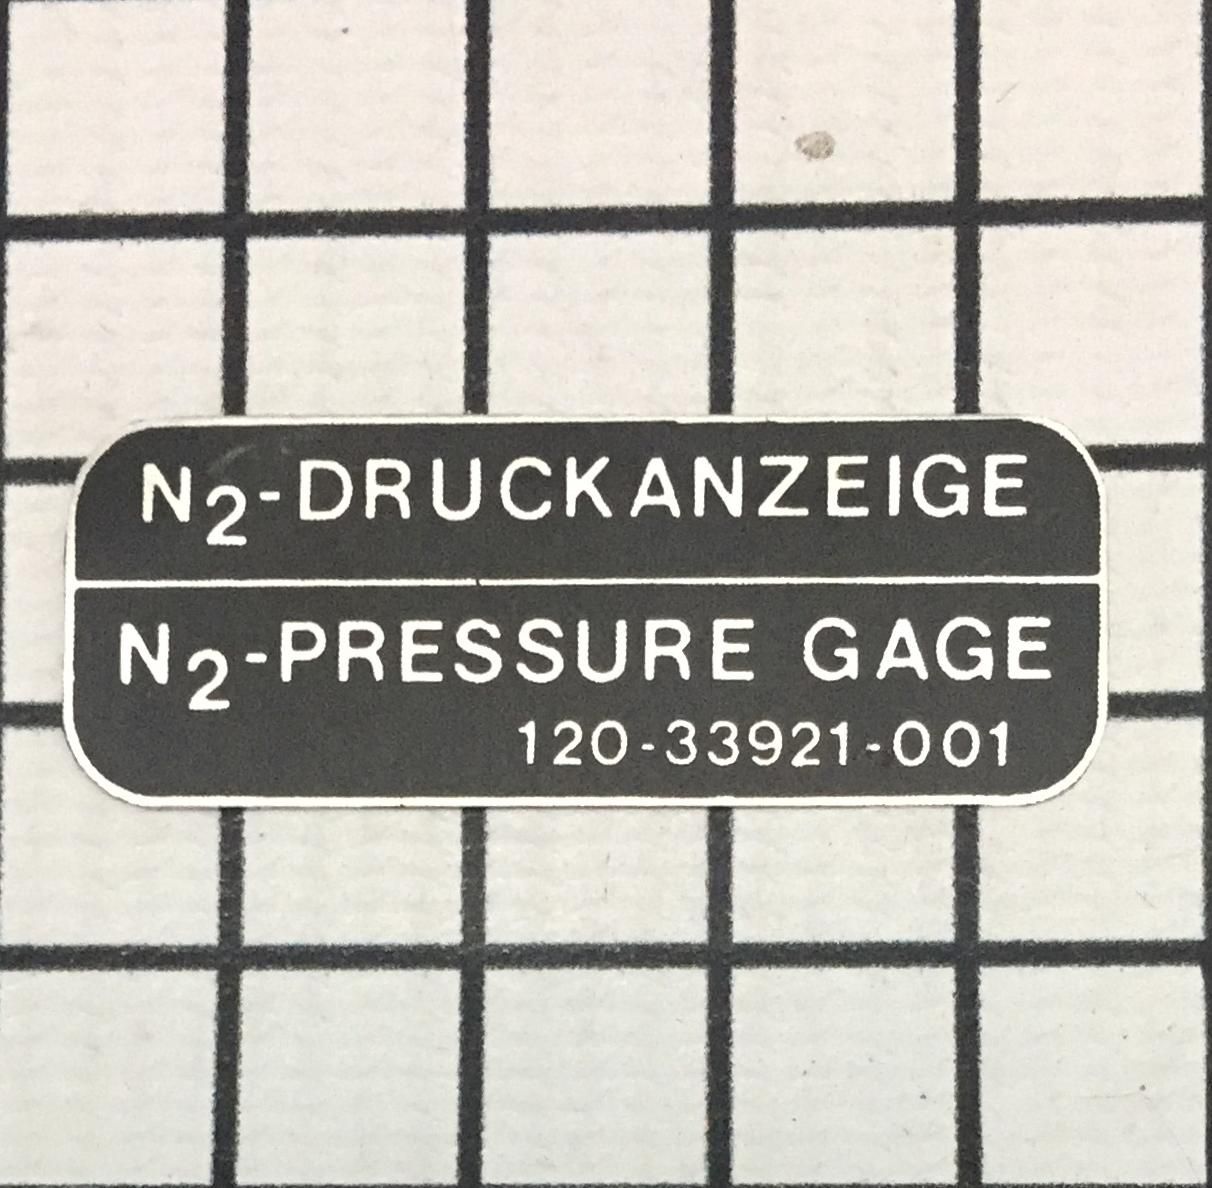 N2-DRUCKANZEIGE
N2-PRESSURE GAGE
120-33921-001